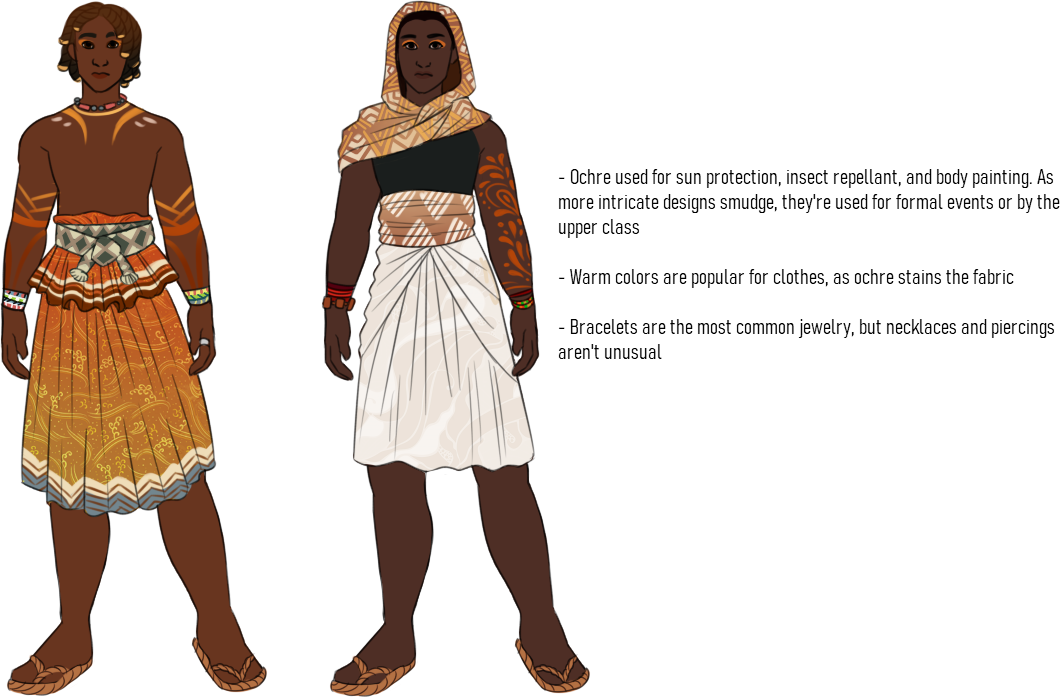 - Ochre used for sun protection, insect repellant, and body painting. As
more intricate designs smudge, they're used for formal events or by the
upper class
- Warm colors are popular for clothes, as ochre stains the fabric
- Bracelets are the most common jewelry, but necklaces and piercings
aren't unusual